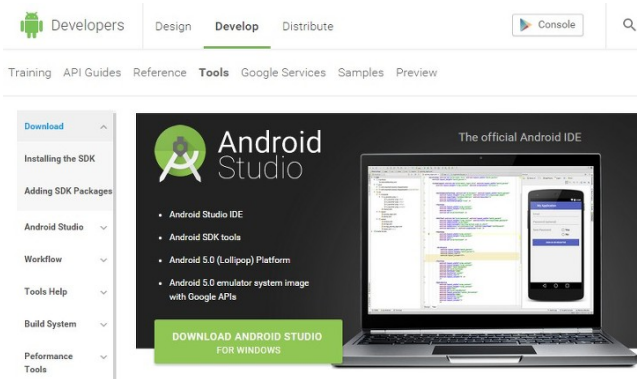 Developers
Design Develop Distribute
Console
Training API Guides Reference Tools Google Services Samples Preview
Download
Installing the SDK
Adding SDK Packages
Android Studio
Workflow
Tools Help
Build System
Peformance
Tools
Android
Studio
The official Android IDE
Android Studio IDE
Android SDK tools
Android 5.0 (Lollipop) Platform
Android 5.0 emulator system image
with Google APIs
DOWNLOAD ANDROID STUDIO
FOR WINDOWS